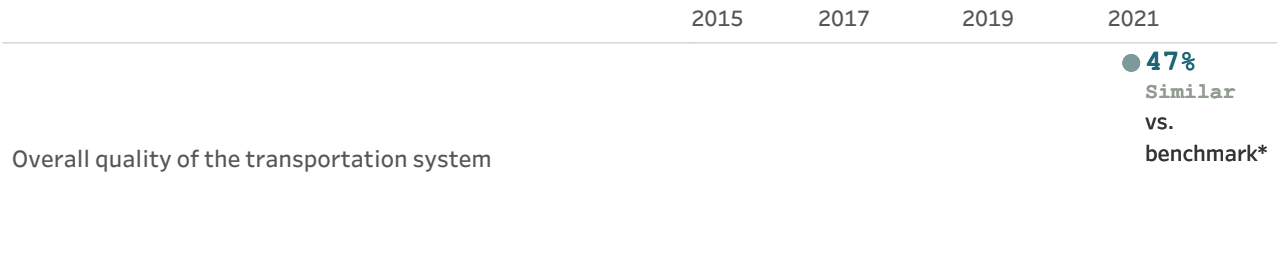 2015 2017 2019 2021
47%
Similar
vs.
benchmark*
Overall quality of the transportation system